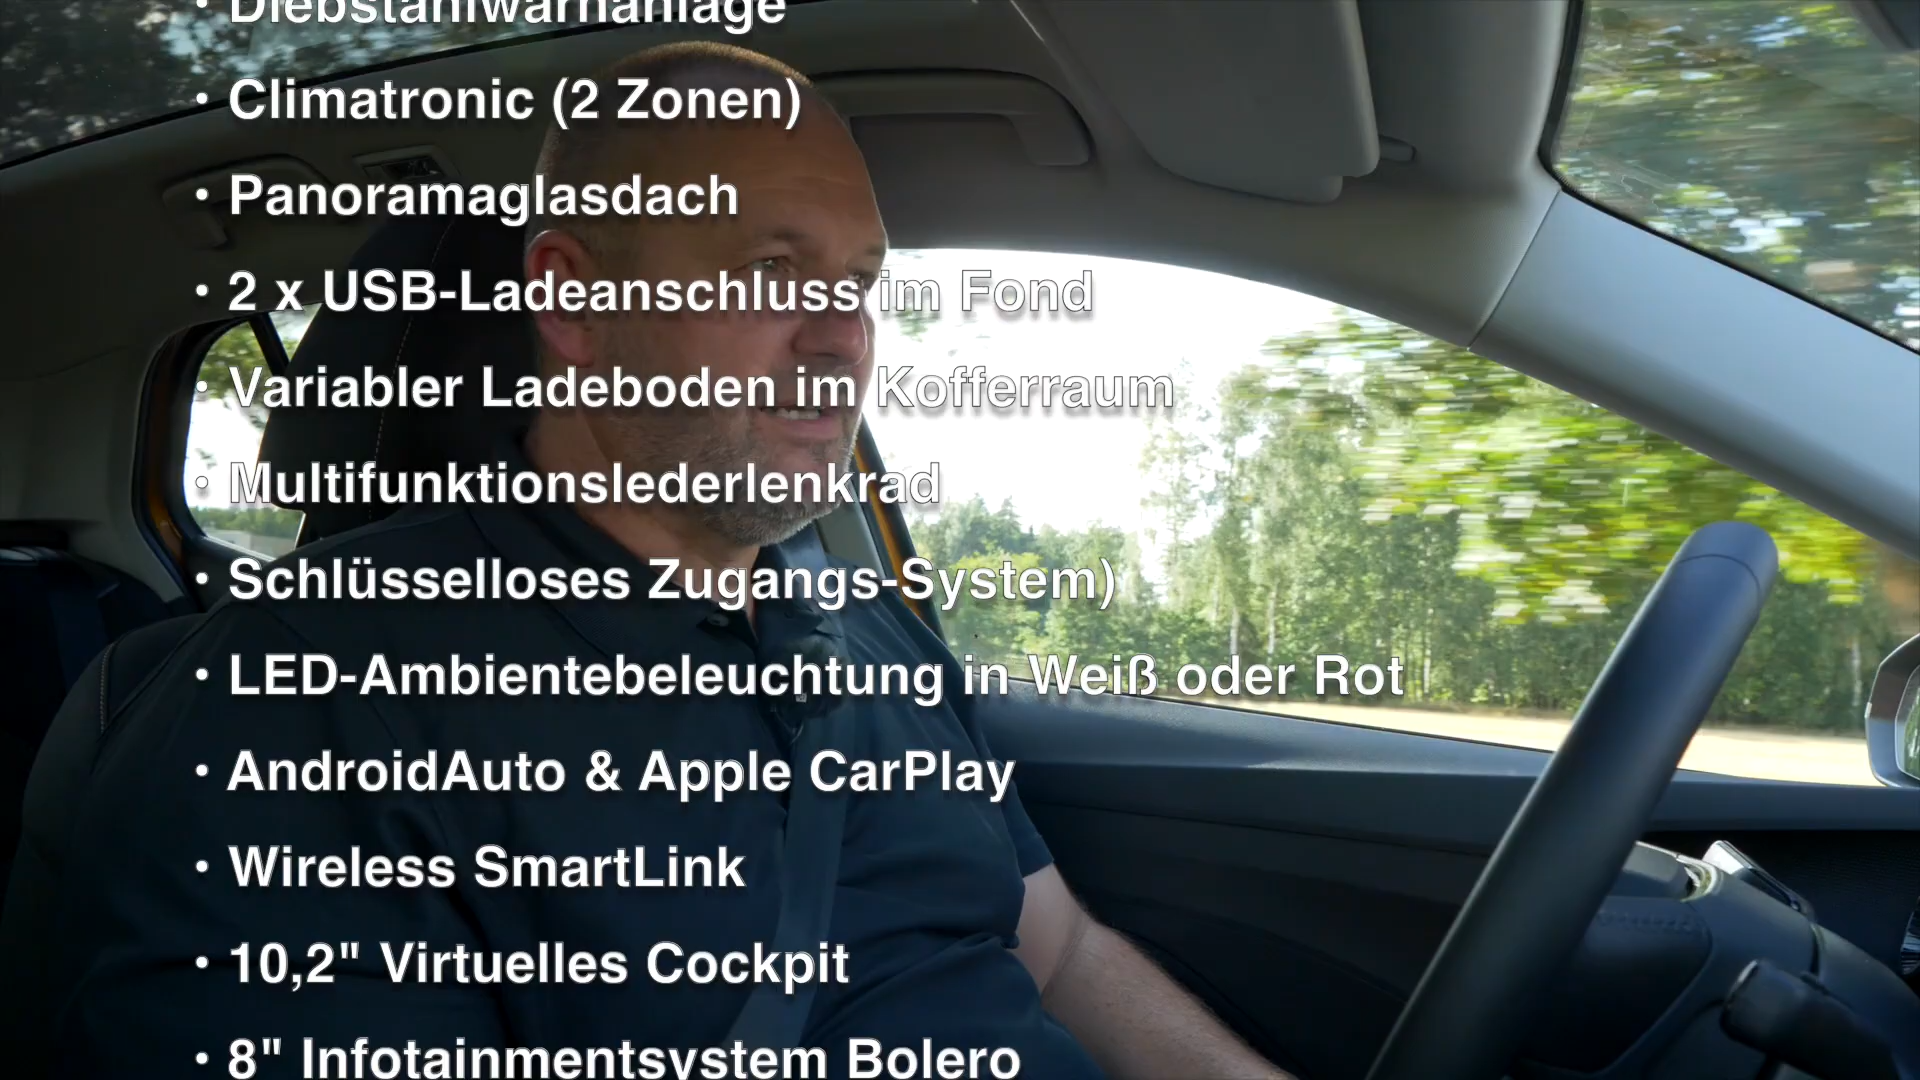 • Diebstahlwarnanlage
• Climatronic (2 Zonen)
• Panoramaglasdach
• 2 x USB-Ladeanschluss im Fond
• Variabler Ladeboden im Kofferraum
• Multifunktionslederlenkrad
• Schlüsselloses Zugangs-System)
• LED-Ambientebeleuchtung in Weiß oder Rot
• AndroidAuto & Apple CarPlay
• Wireless SmartLink
• 10,2" Virtuelles Cockpit
• 8" Infotainmentsystem Bolero